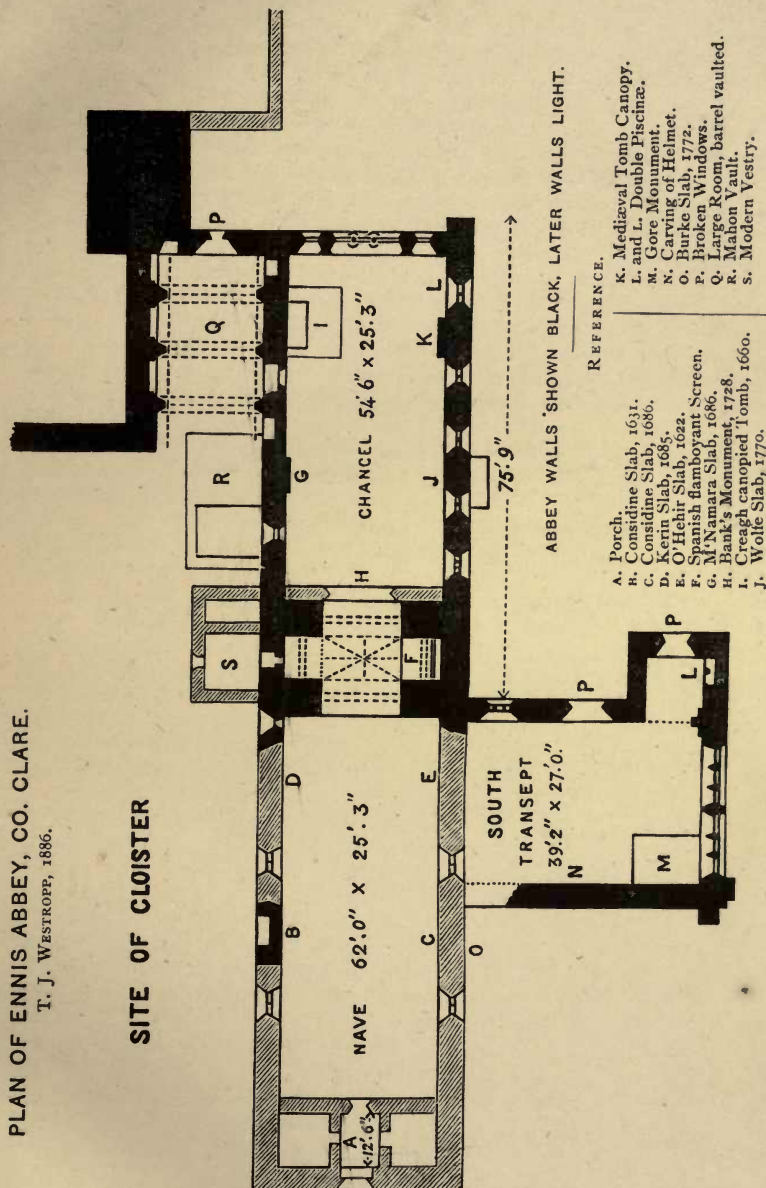 PLAN OF ENNIS ABBEY, CO. CLARE.
T. J. WESTROPP, 1886.
SITE OF CLOISTER
S
R
Q
P
A
12'.6"
B
D
NAVE 62'.0" X 25'.3"
C
E
O
F
H
G
I
CHANCEL 54'.6" x 25'.3"
J
K
L
75'.9"
SOUTH
TRANSEPT
39'.2" x 27'.0"
N
M
P
L
P
ABBEY WALLS SHOWN BLACK, LATER WALLS LIGHT.
REFERENCE.
A. Porch.
B. Considine Slab, 1631.
C. Considine Slab, 1686.
D. Kerin Slab, 1685.
E. O'Hehir Slab, 1622.
F. Spanish flamboyant Screen.
G. M'Namara Slab, 1686.
H. Bank's Monument, 1728.
I. Creagh canopied Tomb, 1660.
J. Wolfe Slab, 1770.
K. Mediæval Tomb Canopy.
L. and L. Double Piscinæ.
M. Gore Monument.
N. Carving of Helmet.
O. Burke Slab, 1772.
P. Broken Windows.
Q. Large Room, barrel vaulted.
R. Mahon Vault.
S. Modern Vestry.